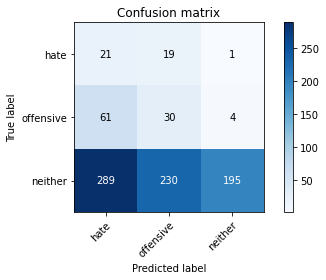 Confusion matrix
hate 21 19 1
offensive 61 30 4
neither 289 230 195
hate offensive neither
True label
Predicted label
250
200
150
100
50